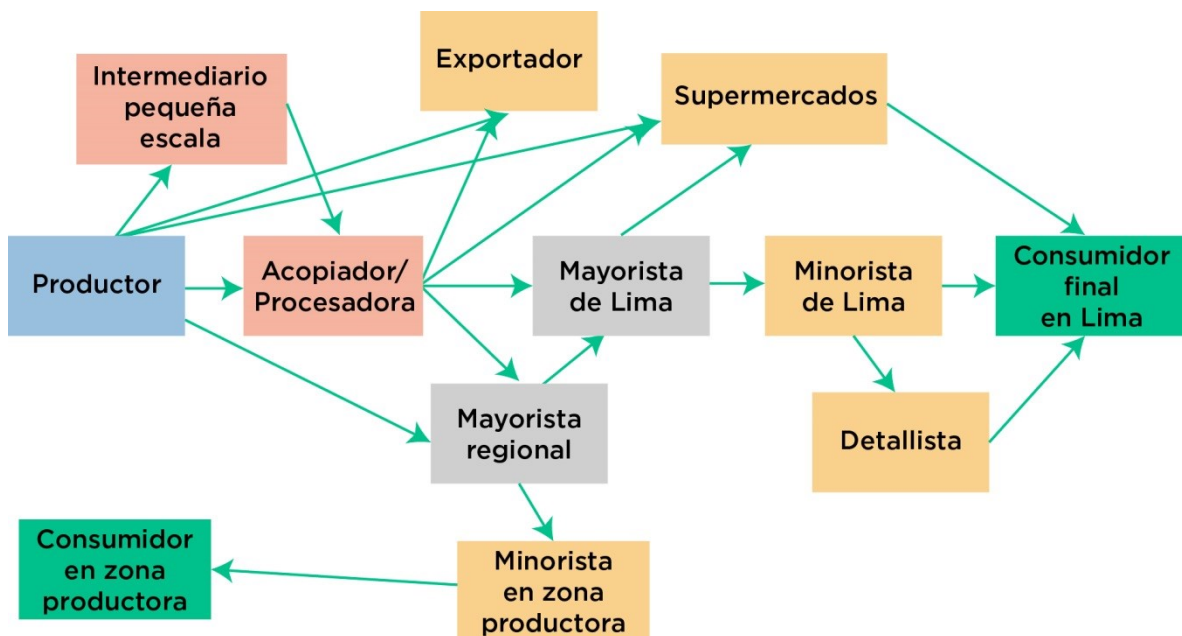 Intermediario
pequeña
escala
Exportador
Supermercados
Productor
Acopiador/
Procesadora
Mayorista
de Lima
Minorista
de Lima
Consumidor
final
en Lima
Mayorista
regional
Detallista
Consumidor
en zona
productora
Minorista
en zona
productora